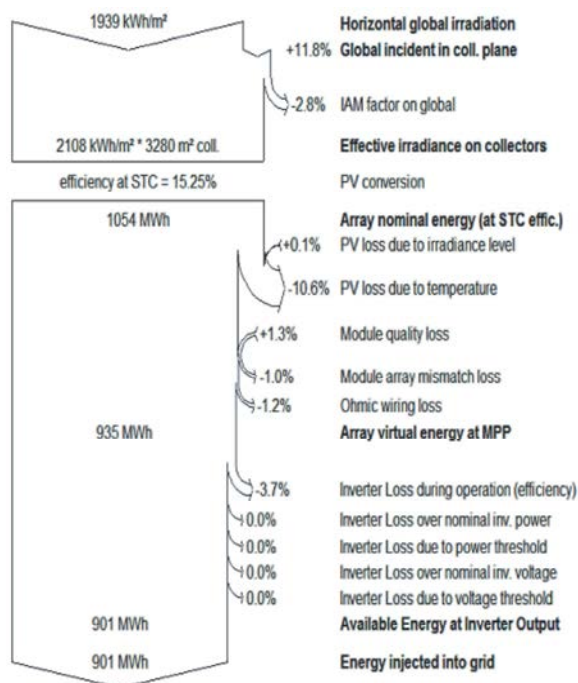 1939 kWh/m² Horizontal global irradiation
+11.8% Global incident in coll. plane
-2.8% IAM factor on global
2108 kWh/m² * 3280 m² coll. Effective irradiance on collectors
efficiency at STC = 15.25% PV conversion
1054 MWh Array nominal energy (at STC effic.)
+0.1% PV loss due to irradiance level
-10.6% PV loss due to temperature
+1.3% Module quality loss
-1.0% Module array mismatch loss
-1.2% Ohmic wiring loss
935 MWh Array virtual energy at MPP
-3.7% Inverter Loss during operation (efficiency)
0.0% Inverter Loss over nominal inv. power
0.0% Inverter Loss due to power threshold
0.0% Inverter Loss over nominal inv. voltage
0.0% Inverter Loss due to voltage threshold
901 MWh Available Energy at Inverter Output
901 MWh Energy injected into grid